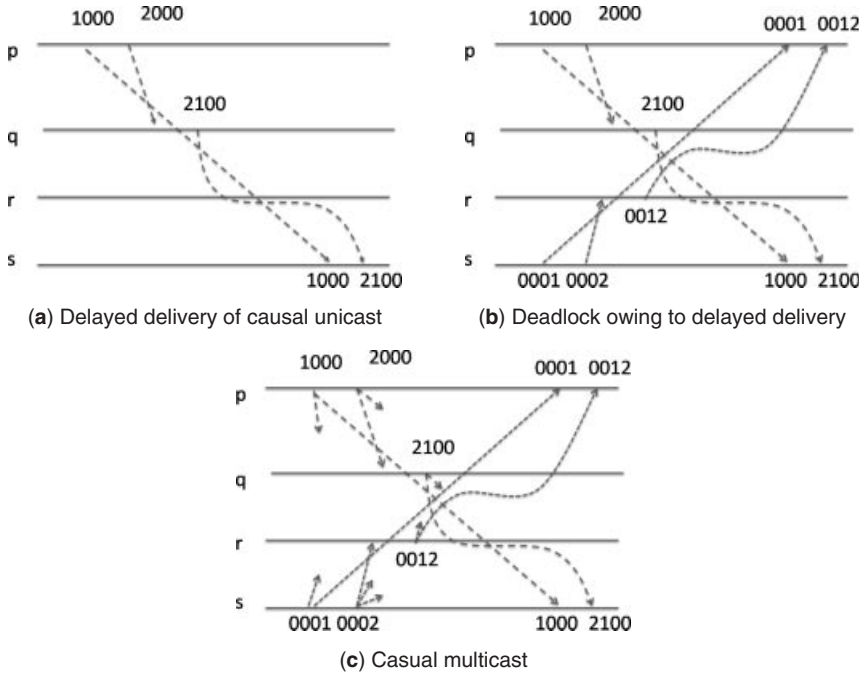 1000 2000
p
2100
q
r
s
1000 2100
(a) Delayed delivery of causal unicast
1000 2000 0001 0012
p
2100
q
r
0012
s
0001 0002 1000 2100
(b) Deadlock owing to delayed delivery
1000 2000 0001 0012
p
2100
q
r
0012
s
0001 0002 1000 2100
(c) Casual multicast